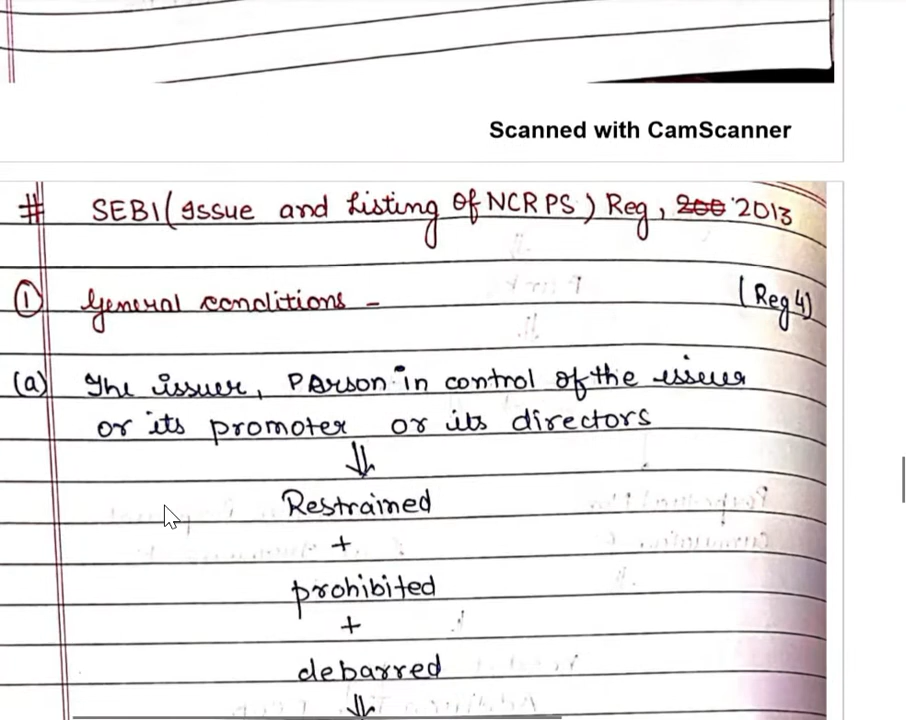 Scanned with CamScanner
# SEBI (Issue and Listing of NCRPS) Reg, 200 2013
① General conditions - (Reg 4)
(a) The issuer, Person in control of the issuer
or its promoter or its directors
⇓
Restrained
+
prohibited
+
debarred
⇓